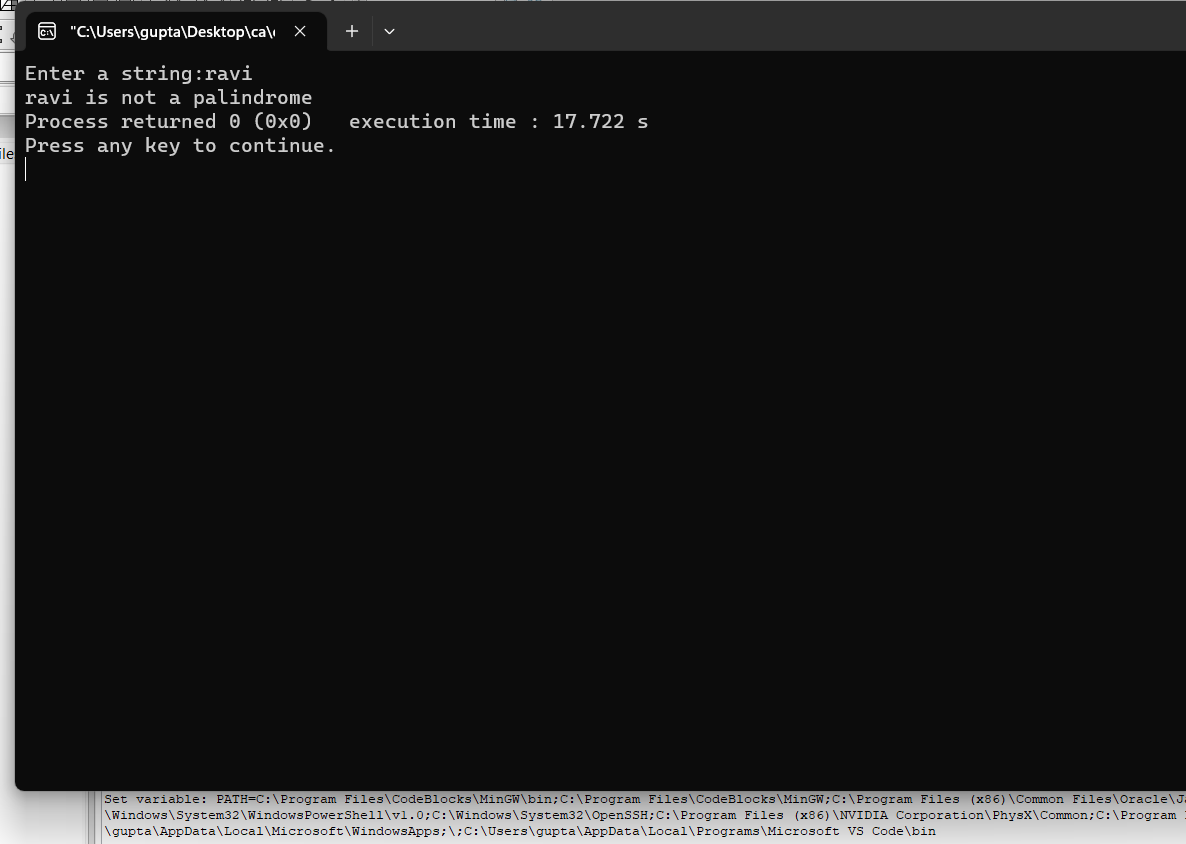 "C:\Users\gupta\Desktop\ca\
Enter a string:ravi
ravi is not a palindrome
Process returned 0 (0x0)   execution time : 17.722 s
Press any key to continue.
ile
Set variable: PATH=C:\Program Files\CodeBlocks\MinGW\bin;C:\Program Files\CodeBlocks\MinGW;C:\Program Files (x86)\Common Files\Oracle\J
\Windows\System32\WindowsPowerShell\v1.0;C:\Windows\System32\OpenSSH;C:\Program Files (x86)\NVIDIA Corporation\PhysX\Common;C:\Program
\gupta\AppData\Local\Microsoft\WindowsApps;\;C:\Users\gupta\AppData\Local\Programs\Microsoft VS Code\bin